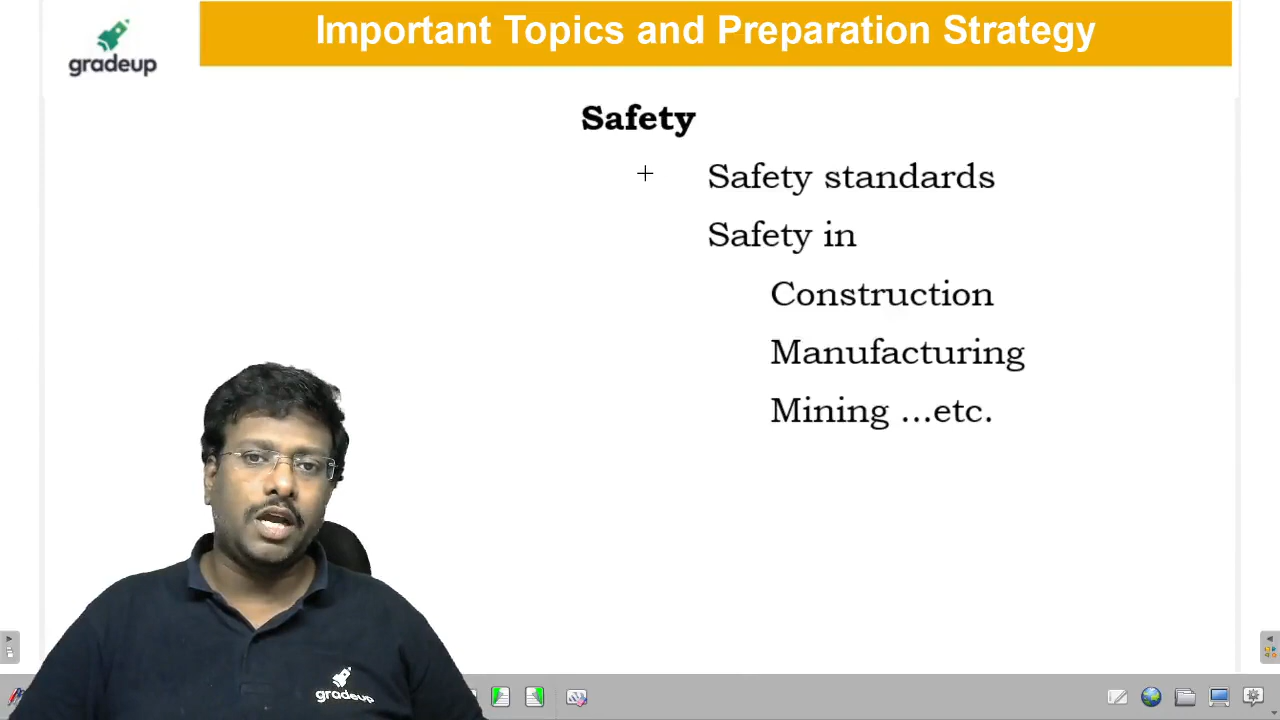 Important Topics and Preparation Strategy
gradeup
Safety
Safety standards
Safety in
Construction
Manufacturing
Mining ...etc.
gradeup